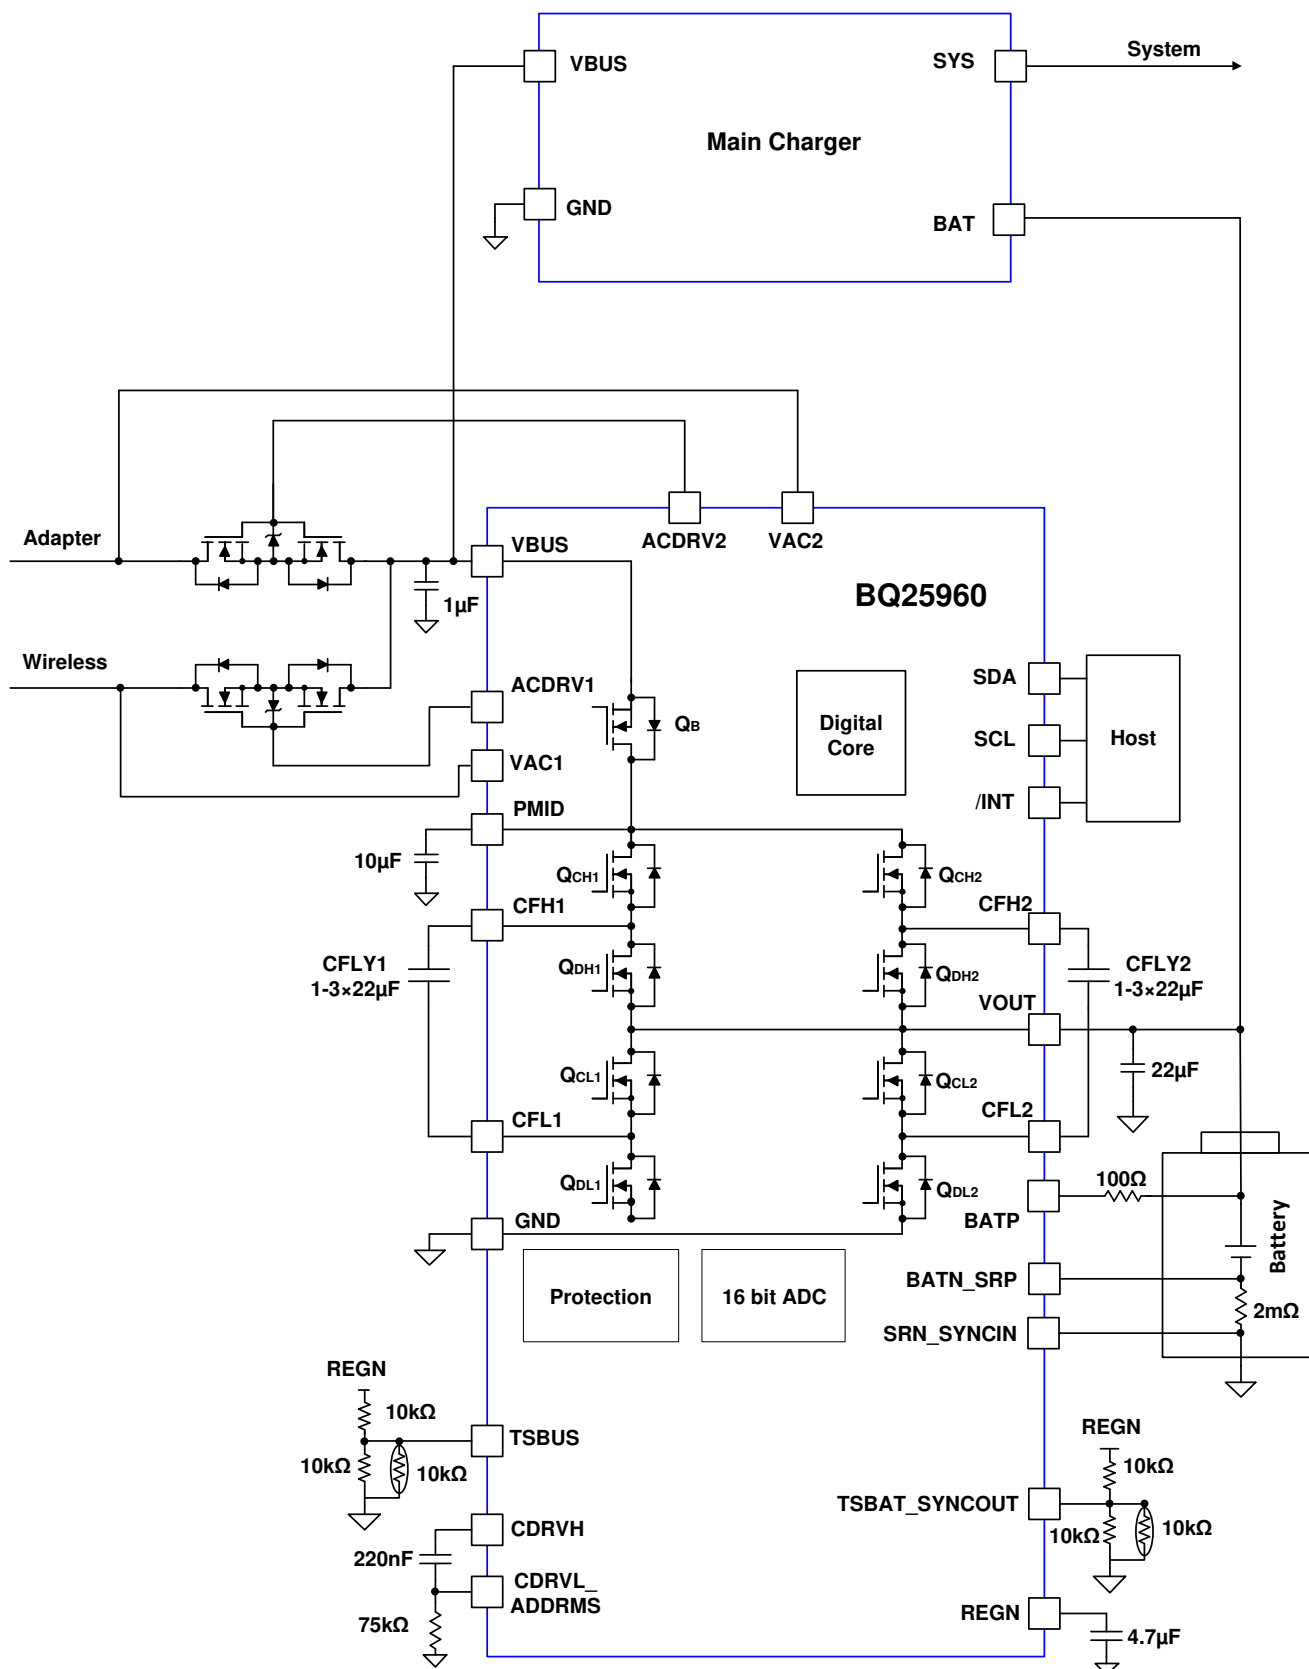 VBUS
SYS
System
Main Charger
GND
BAT
Adapter
VBUS
ACDRV2
VAC2
1µF
BQ25960
Wireless
ACDRV1
QB
Digital
Core
SDA
SCL
Host
/INT
VAC1
PMID
10µF
QCH1
QCH2
CFH1
CFH2
CFLY1
1-3×22µF
QDH1
QDH2
CFLY2
1-3×22µF
VOUT
QCL1
QCL2
22µF
CFL1
CFL2
QDL1
QDL2
100Ω
BATP
GND
Battery
Protection
16 bit ADC
BATN_SRP
2mΩ
SRN_SYNCIN
REGN
10kΩ
TSBUS
10kΩ
10kΩ
REGN
10kΩ
TSBAT_SYNCOUT
10kΩ
10kΩ
CDRVH
220nF
CDRVL_
ADDRMS
75kΩ
REGN
4.7µF